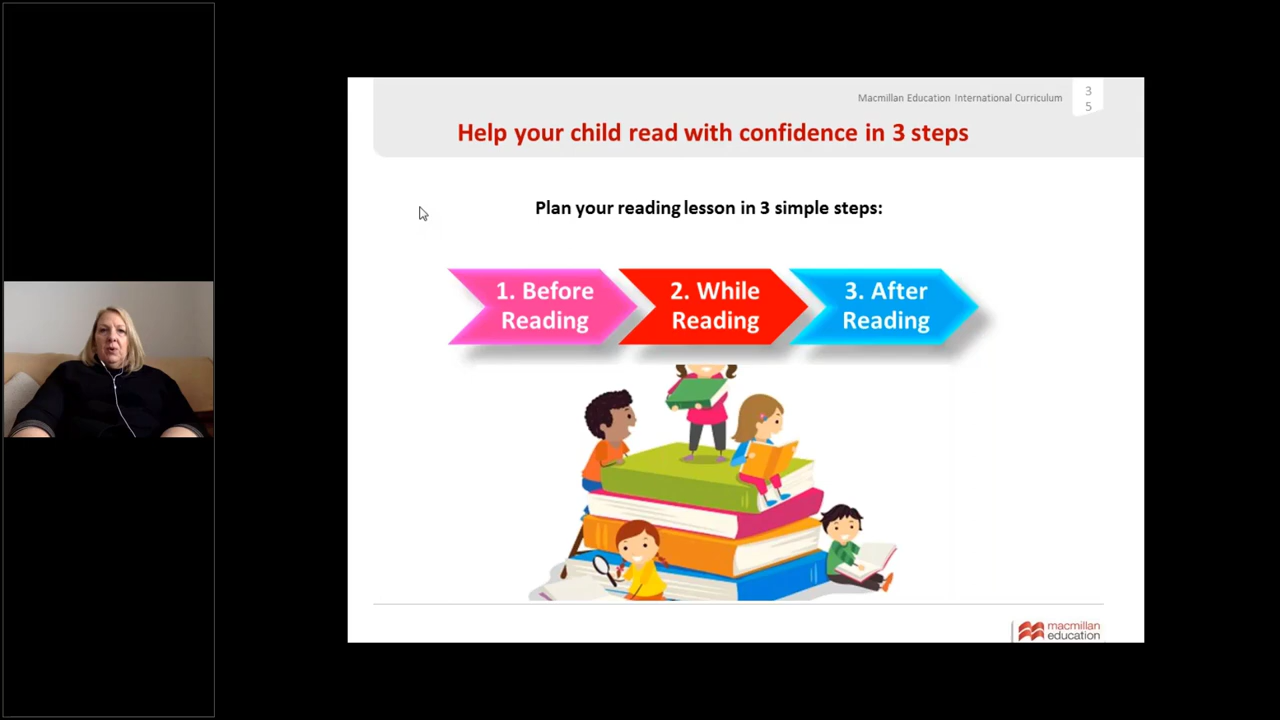 Macmillan Education International Curriculum
3
5
Help your child read with confidence in 3 steps
Plan your reading lesson in 3 simple steps:
1. Before
Reading
2. While
Reading
3. After
Reading
macmillan
education